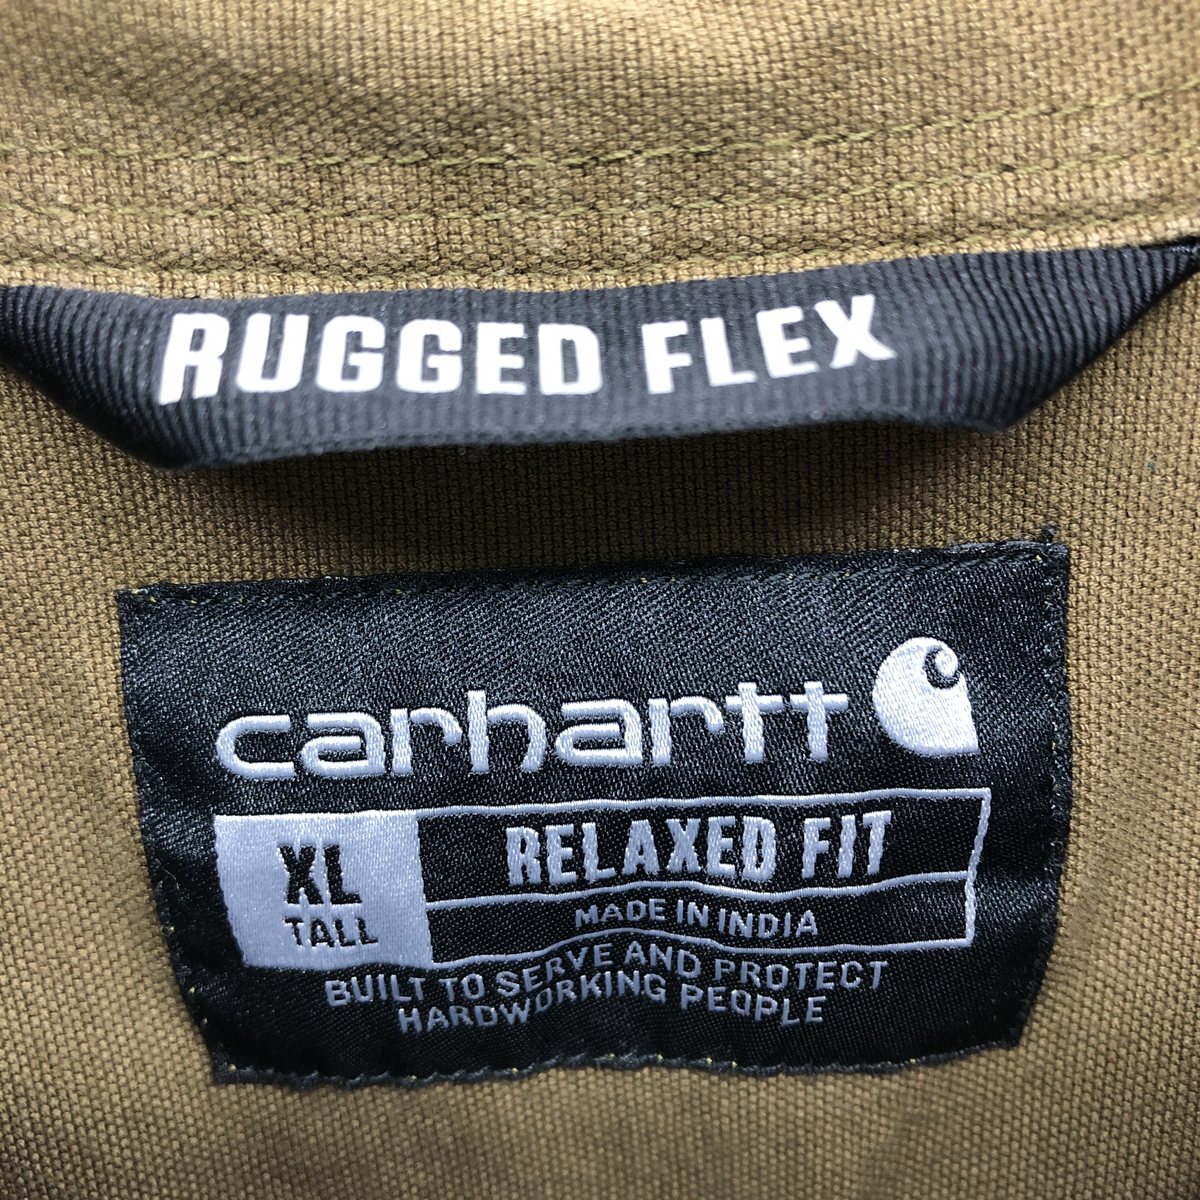 RUGGED FLEX
carhartt
XL
TALL
RELAXED FIT
MADE IN INDIA
BUILT TO SERVE AND PROTECT
HARDWORKING PEOPLE